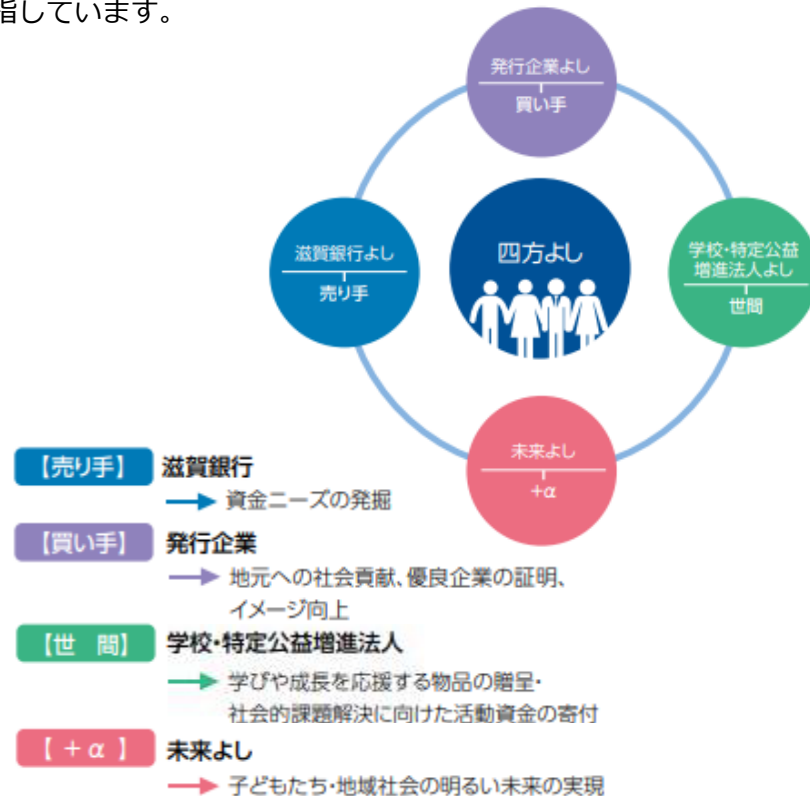 指しています。
発行企業よし
買い手
滋賀銀行よし
売り手
四方よし
学校・特定公益
増進法人よし
世間
未来よし
+α
【売り手】 滋賀銀行
資金ニーズの発掘
【買い手】 発行企業
地元への社会貢献、優良企業の証明、
イメージ向上
【世　間】 学校・特定公益増進法人
学びや成長を応援する物品の贈呈・
社会的課題解決に向けた活動資金の寄付
【 +α 】 未来よし
子どもたち・地域社会の明るい未来の実現